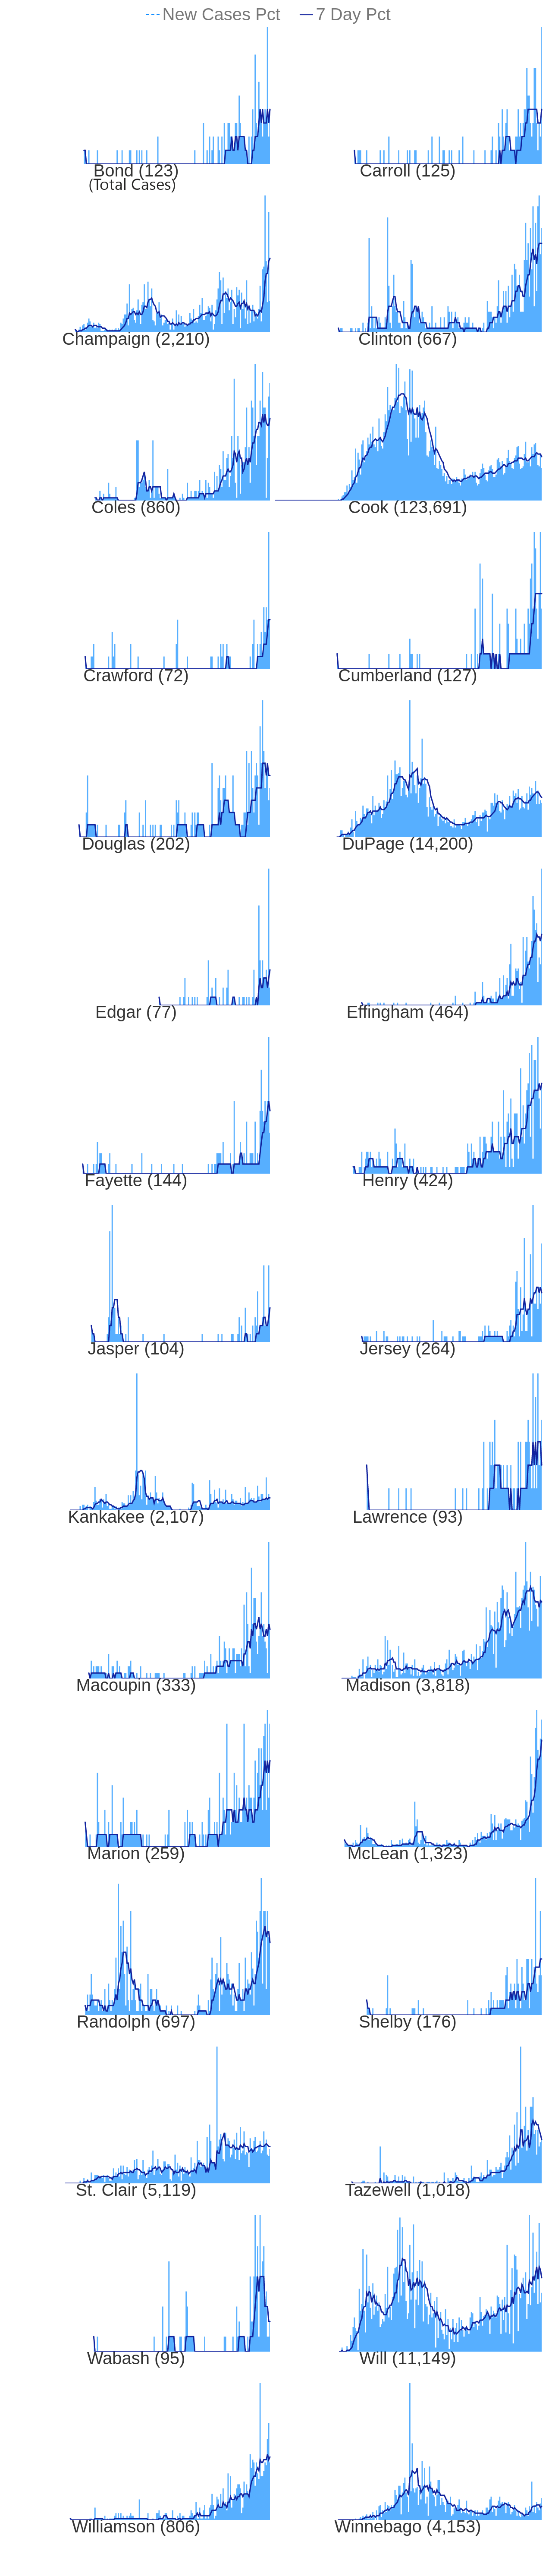 New Cases Pct 7 Day Pct
Bond (123) Carroll (125)
(Total Cases)
Champaign (2,210) Clinton (667)
Coles (860) Cook (123,691)
Crawford (72) Cumberland (127)
Douglas (202) DuPage (14,200)
Edgar (77) Effingham (464)
Fayette (144) Henry (424)
Jasper (104) Jersey (264)
Kankakee (2,107) Lawrence (93)
Macoupin (333) Madison (3,818)
Marion (259) McLean (1,323)
Randolph (697) Shelby (176)
St. Clair (5,119) Tazewell (1,018)
Wabash (95) Will (11,149)
Williamson (806) Winnebago (4,153)